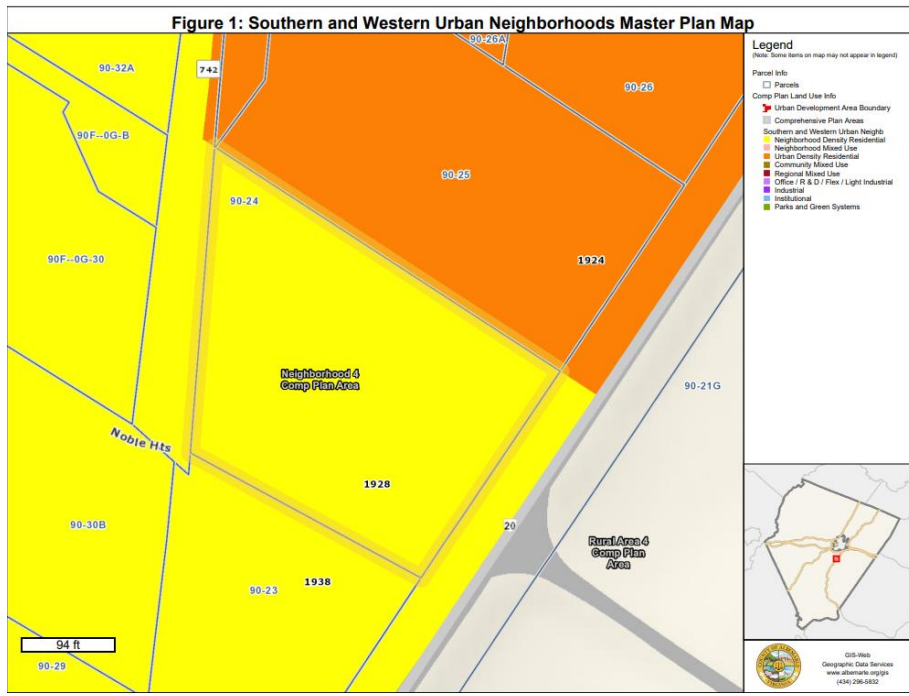 Figure 1: Southern and Western Urban Neighborhoods Master Plan Map
90-32A
742
90-26A
90-26
90F--0G-B
90-25
90-24
90F--0G-30
1924
Neighborhood 4
Comp Plan Area
90-21G
Noble Hts
1928
90-30B
20
Rural Area 4
Comp Plan
Area
1938
90-23
94 ft
90-29
Legend
(Note: Some items on map may not appear in legend)
Parcel Info
Parcels
Comp Plan Land Use Info
Urban Development Area Boundary
Comprehensive Plan Areas
Southern and Western Urban Neighb
Neighborhood Density Residential
Neighborhood Mixed Use
Urban Density Residential
Community Mixed Use
Regional Mixed Use
Office / R & D / Flex / Light Industrial
Industrial
Institutional
Parks and Green Systems
GIS-Web
Geographic Data Services
www.albemarle.org/gis
(434) 296-5832